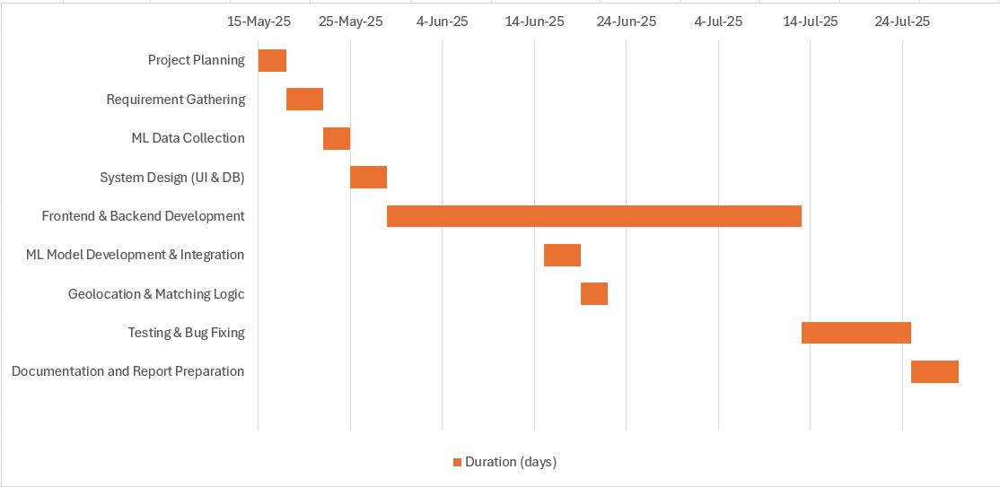 15-May-25 25-May-25 4-Jun-25 14-Jun-25 24-Jun-25 4-Jul-25 14-Jul-25 24-Jul-25
Project Planning
Requirement Gathering
ML Data Collection
System Design (UI & DB)
Frontend & Backend Development
ML Model Development & Integration
Geolocation & Matching Logic
Testing & Bug Fixing
Documentation and Report Preparation
Duration (days)